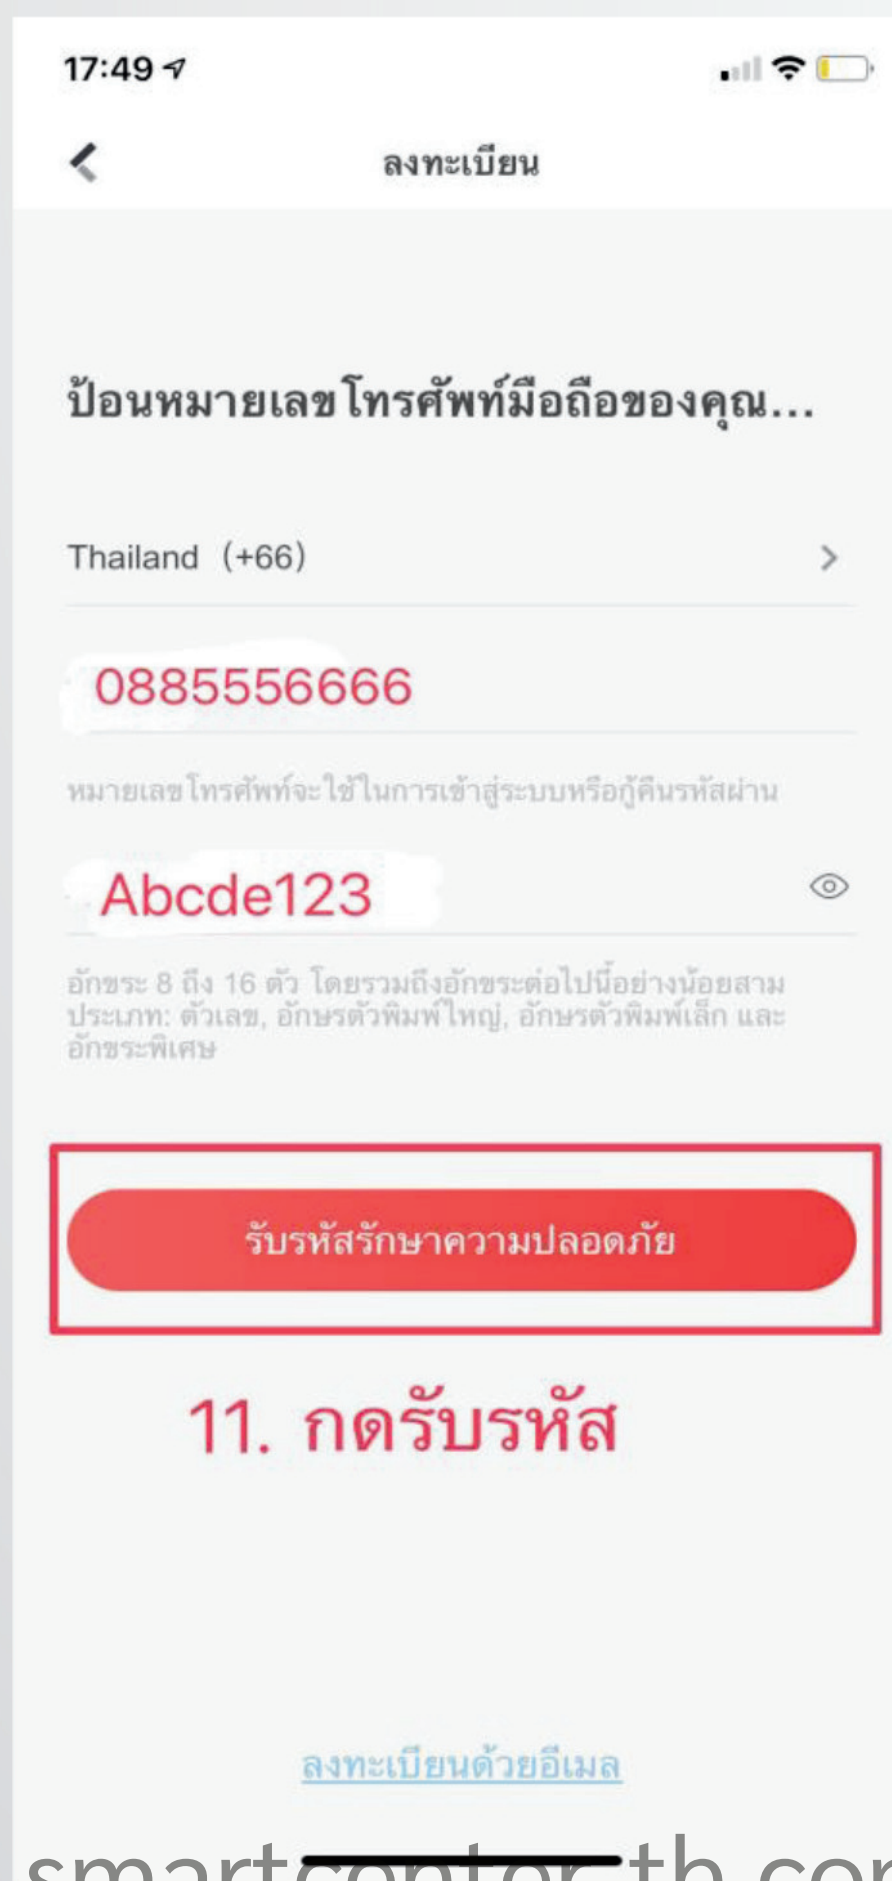 17:49
ลงทะเบียน
ป้อนหมายเลขโทรศัพท์มือถือของคุณ...
Thailand (+66)
0885556666
หมายเลขโทรศัพท์จะใช้ในการเข้าสู่ระบบหรือกู้คืนรหัสผ่าน
Abcde123
อักขระ 8 ถึง 16 ตัว โดยรวมถึงอักขระต่อไปนี้อย่างน้อยสาม
ประเภท: ตัวเลข, อักษรตัวพิมพ์ใหญ่, อักษรตัวพิมพ์เล็ก และ
อักขระพิเศษ
รับรหัสรักษาความปลอดภัย
11. กดรับรหัส
ลงทะเบียนด้วยอีเมล